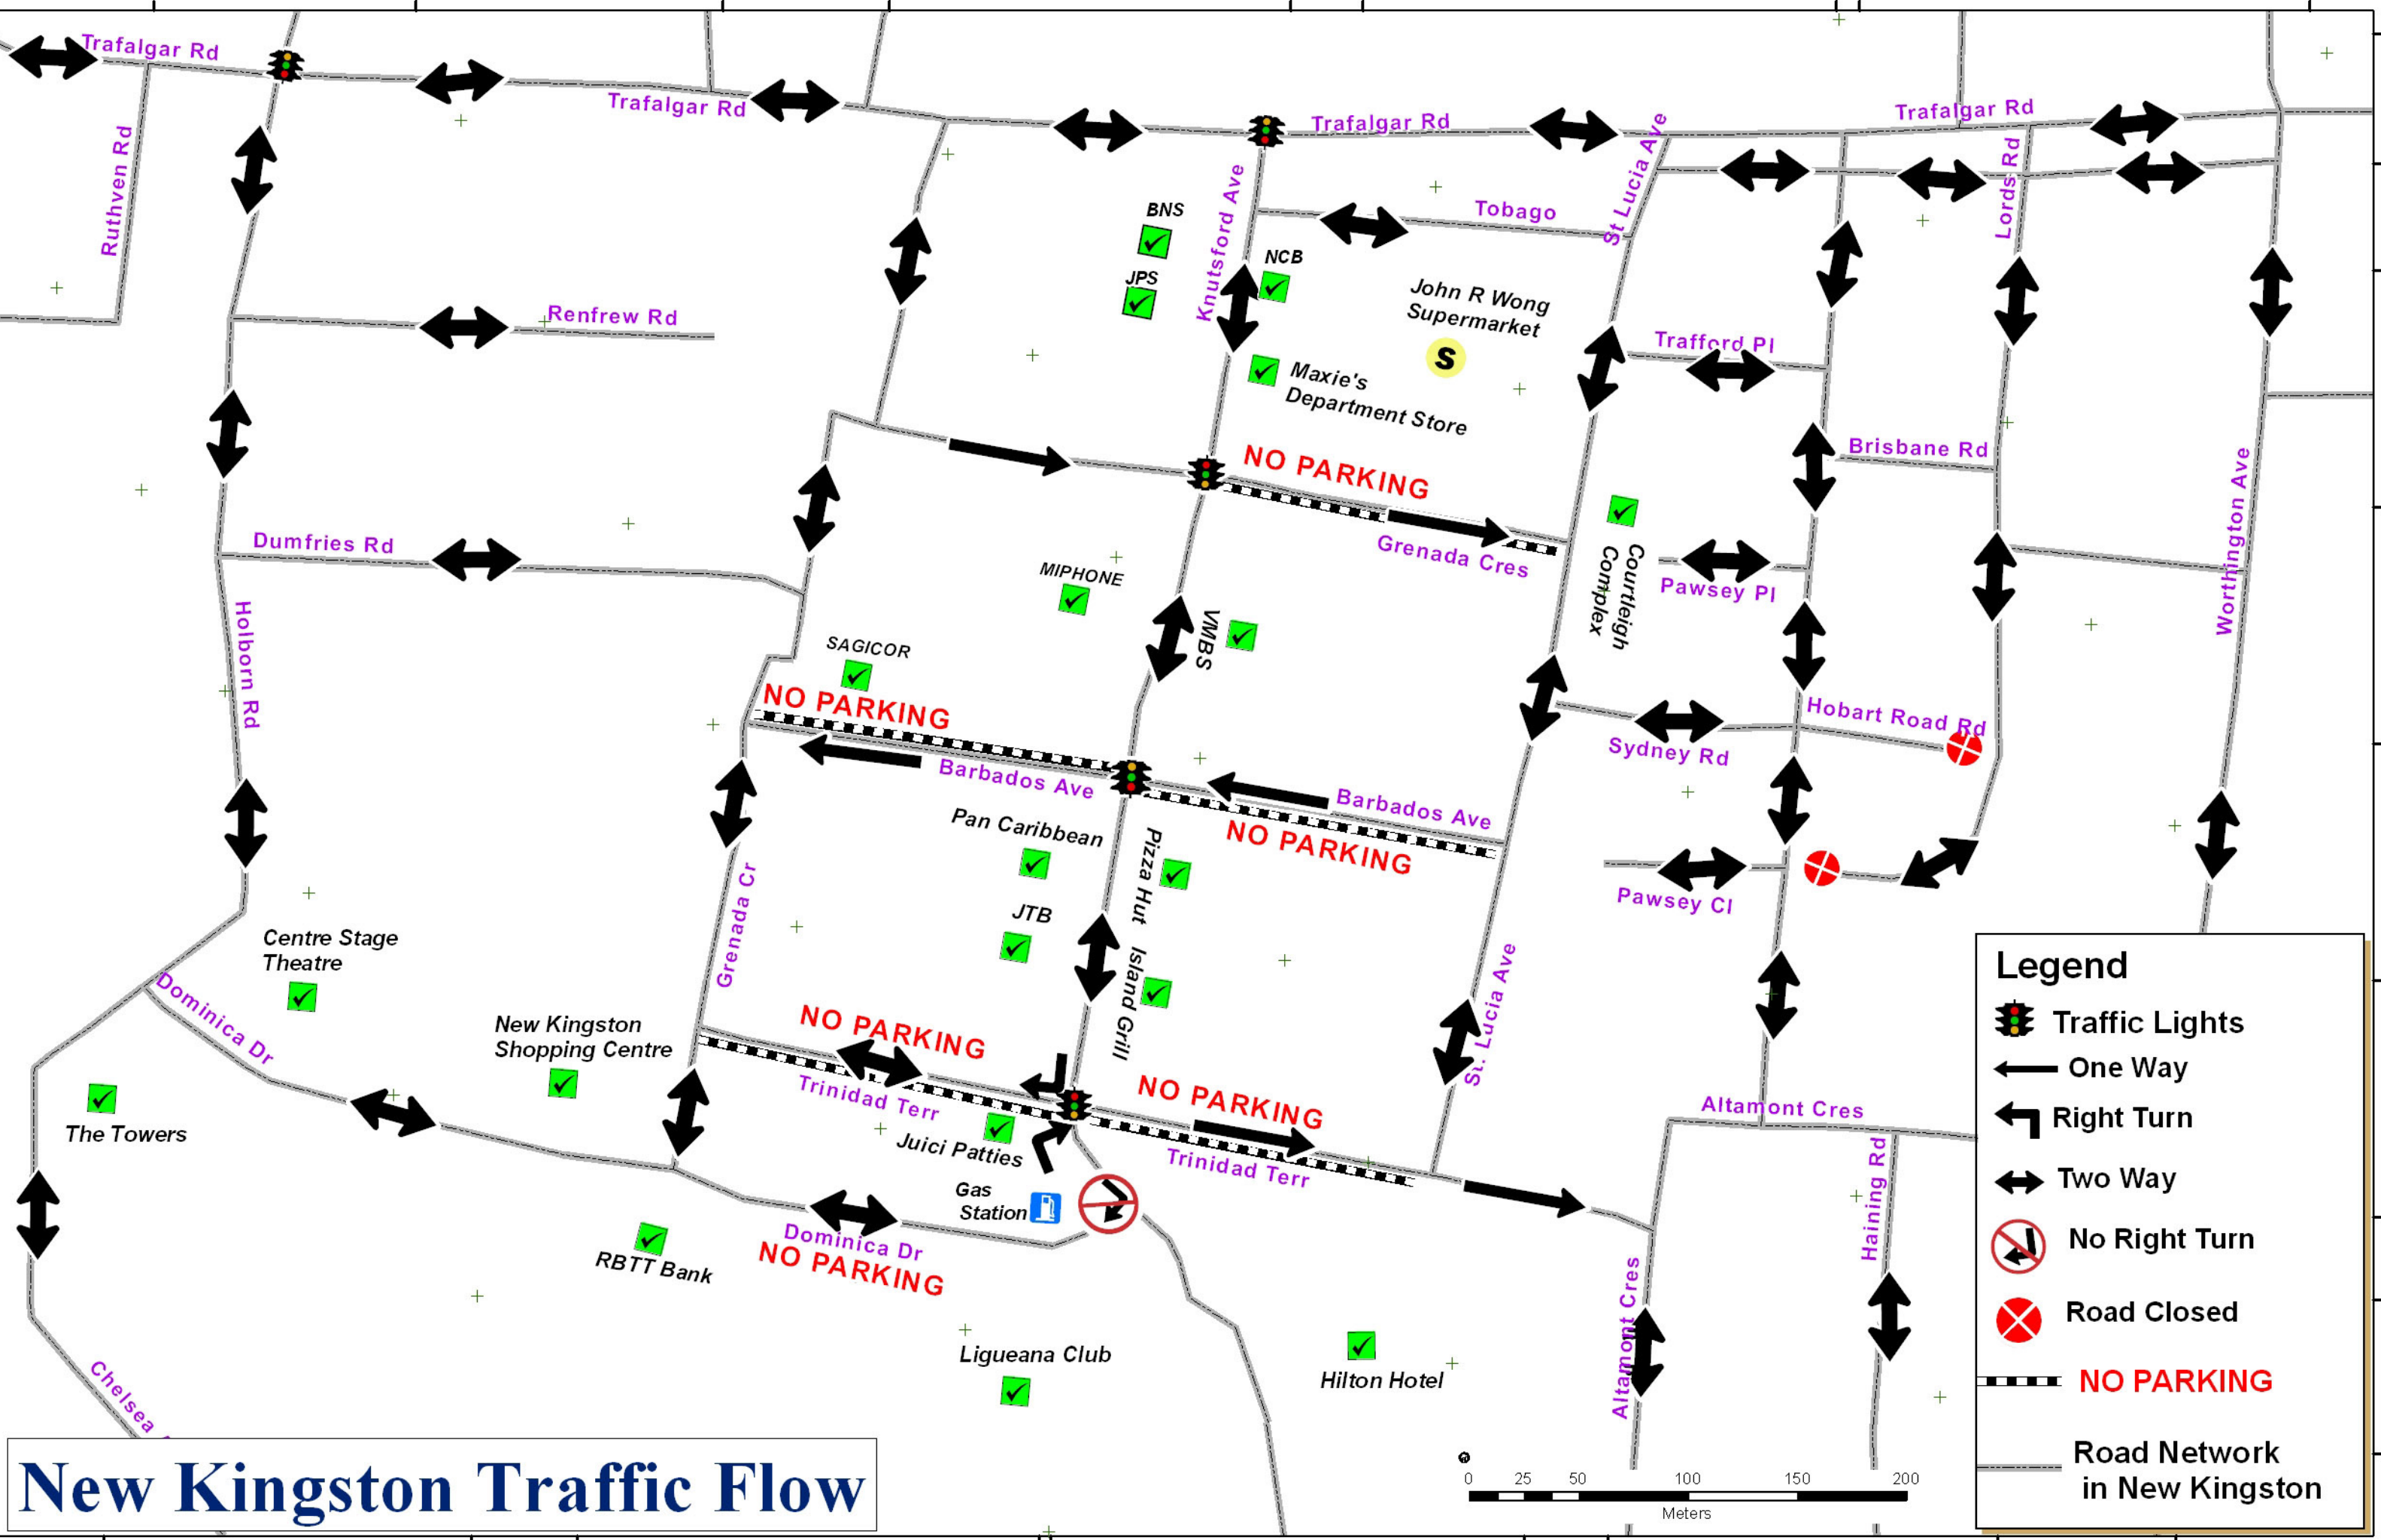 Trafalgar Rd
Trafalgar Rd
Trafalgar Rd
Trafalgar Rd
Ruthven Rd
Knutsford Ave
St Lucia Ave
Lords Rd
BNS
Tobago
JPS
NCB
John R Wong
Supermarket
S
Renfrew Rd
Trafford Pl
Maxie's
Department Store
NO PARKING
Brisbane Rd
Worthington Ave
Dumfries Rd
Grenada Cres
Courtleigh
Complex
MIPHONE
Pawsey Pl
Holborn Rd
VMBS
SAGICOR
NO PARKING
Hobart Road Rd
Sydney Rd
Barbados Ave
Barbados Ave
NO PARKING
Pan Caribbean
Pizza Hut
Grenada Cr
Pawsey Cl
JTB
Island Grill
St. Lucia Ave
Centre Stage
Theatre
Dominica Dr
New Kingston
Shopping Centre
NO PARKING
NO PARKING
Trinidad Terr
Altamont Cres
The Towers
Juici Patties
Trinidad Terr
Haining Rd
Gas
Station
Dominica Dr
NO PARKING
RBTT Bank
Altamont Cres
Ligueana Club
Hilton Hotel
Chelsea
Legend
Traffic Lights
One Way
Right Turn
Two Way
No Right Turn
Road Closed
NO PARKING
Road Network
in New Kingston
0 25 50 100 150 200
Meters
New Kingston Traffic Flow